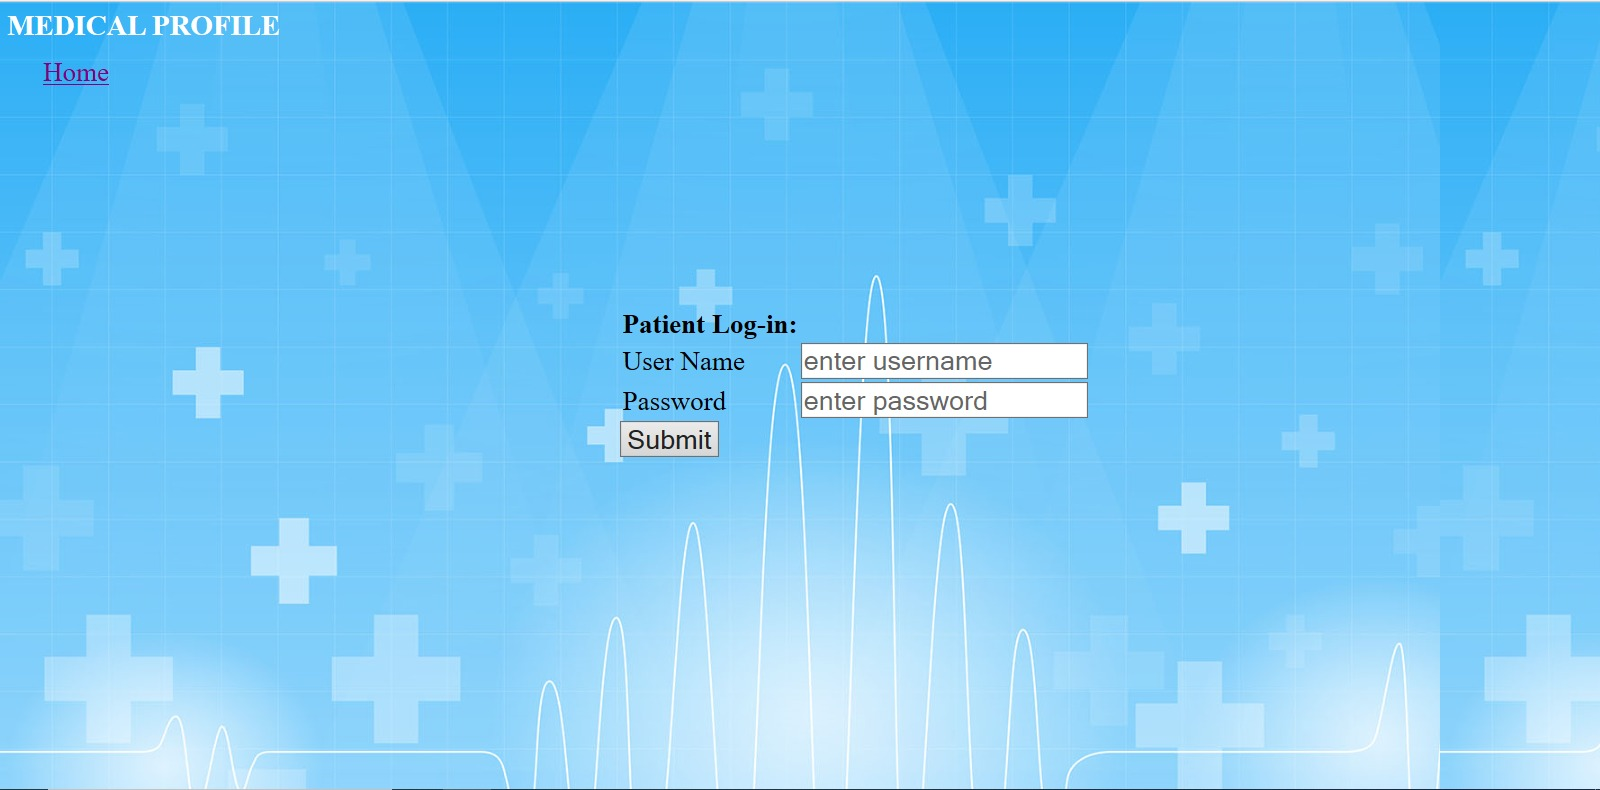 MEDICAL PROFILE
Home
Patient Log-in:
User Name enter username
Password enter password
Submit